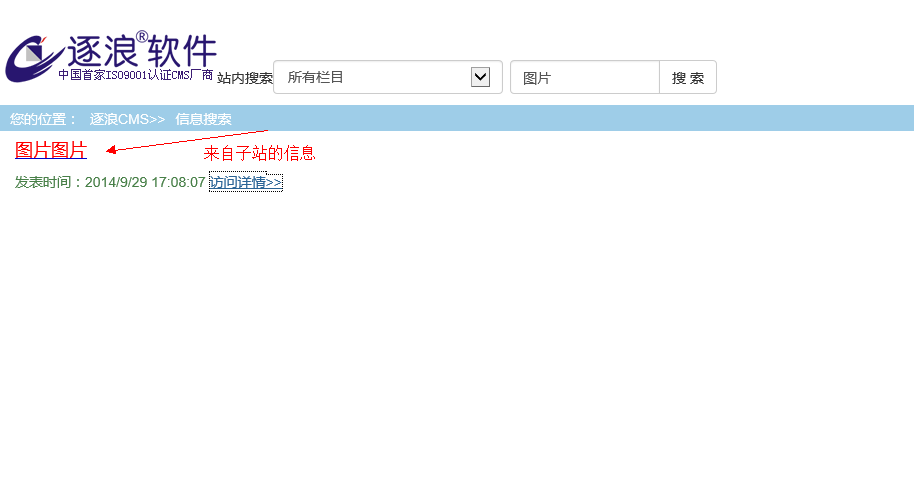 逐浪®软件
中国首家ISO9001认证CMS厂商
站内搜索 所有栏目 图片 搜 索
您的位置： 逐浪CMS>> 信息搜索
图片图片
来自子站的信息
发表时间：2014/9/29 17:08:07 访问详情>>